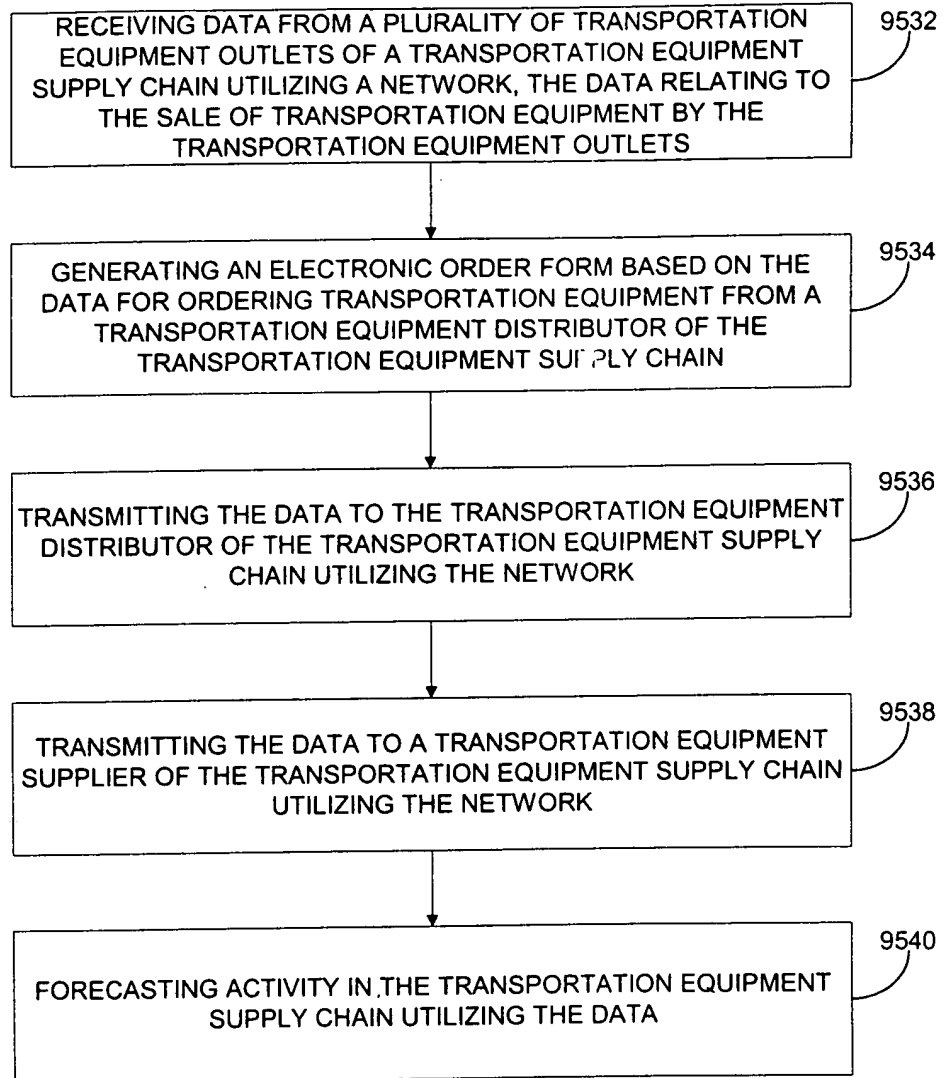 RECEIVING DATA FROM A PLURALITY OF TRANSPORTATION
EQUIPMENT OUTLETS OF A TRANSPORTATION EQUIPMENT
SUPPLY CHAIN UTILIZING A NETWORK, THE DATA RELATING TO
THE SALE OF TRANSPORTATION EQUIPMENT BY THE
TRANSPORTATION EQUIPMENT OUTLETS
9532
GENERATING AN ELECTRONIC ORDER FORM BASED ON THE
DATA FOR ORDERING TRANSPORTATION EQUIPMENT FROM A
TRANSPORTATION EQUIPMENT DISTRIBUTOR OF THE
TRANSPORTATION EQUIPMENT SUPPLY CHAIN
9534
TRANSMITTING THE DATA TO THE TRANSPORTATION EQUIPMENT
DISTRIBUTOR OF THE TRANSPORTATION EQUIPMENT SUPPLY
CHAIN UTILIZING THE NETWORK
9536
TRANSMITTING THE DATA TO A TRANSPORTATION EQUIPMENT
SUPPLIER OF THE TRANSPORTATION EQUIPMENT SUPPLY CHAIN
UTILIZING THE NETWORK
9538
FORECASTING ACTIVITY IN THE TRANSPORTATION EQUIPMENT
SUPPLY CHAIN UTILIZING THE DATA
9540